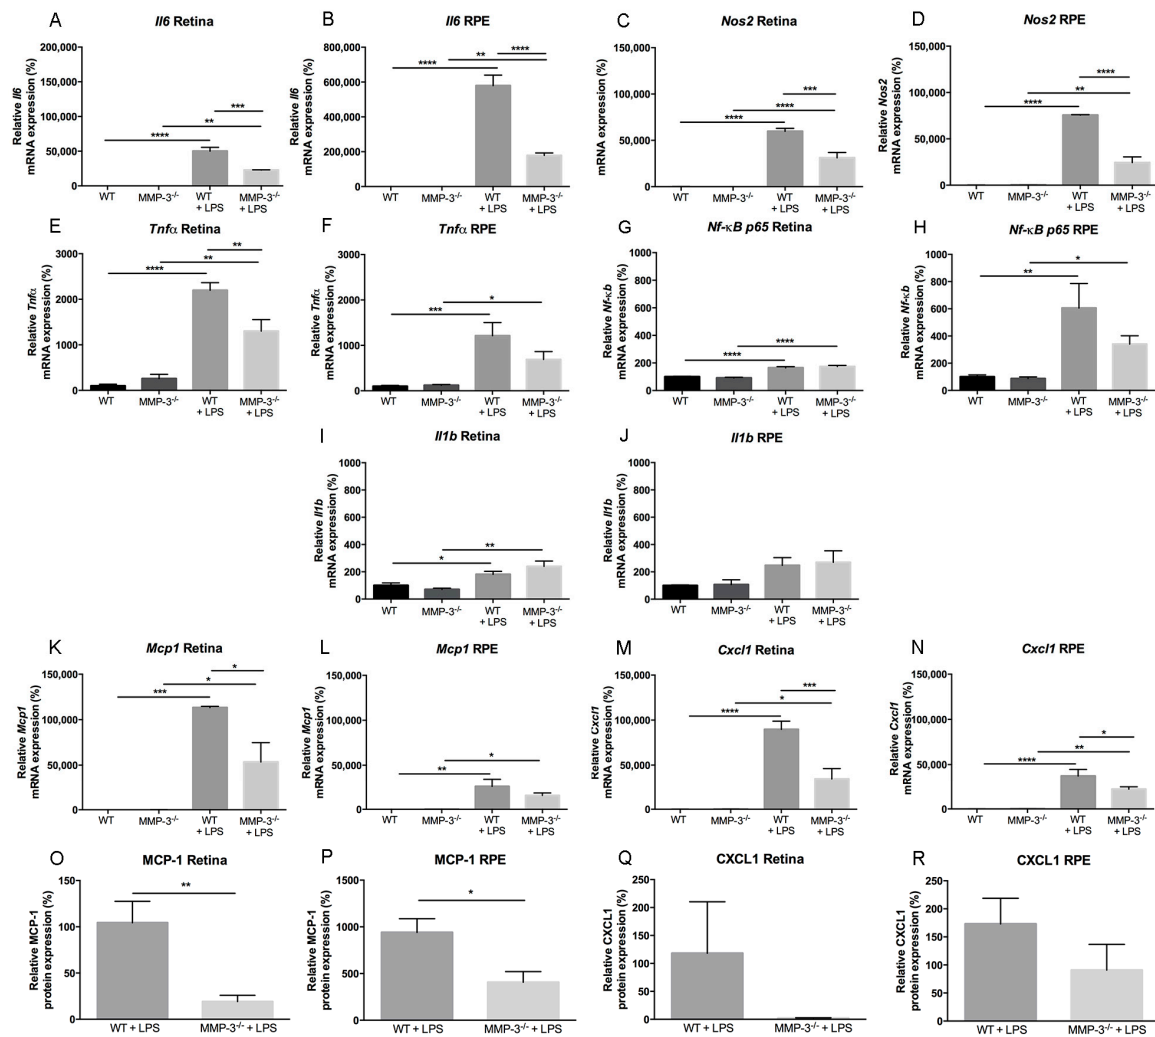 A
Il6 Retina
Relative Il6
mRNA expression (%)
200,000
150,000
100,000
50,000
0
****
**
***
WT
MMP-3-/-
WT
+ LPS
MMP-3-/-
+ LPS
B
Il6 RPE
Relative Il6
mRNA expression (%)
800,000
600,000
400,000
200,000
0
****
**
****
WT
MMP-3-/-
WT
+ LPS
MMP-3-/-
+ LPS
C
Nos2 Retina
mRNA expression (%)
150,000
100,000
50,000
0
***
****
****
WT
MMP-3-/-
WT
+ LPS
MMP-3-/-
+ LPS
D
Nos2 RPE
Relative Nos2
mRNA expression (%)
150,000
100,000
50,000
0
****
**
****
WT
MMP-3-/-
WT
+ LPS
MMP-3-/-
+ LPS
E
Tnfα Retina
Relative Tnfα
mRNA expression (%)
3000
2000
1000
0
**
**
****
WT
MMP-3-/-
WT
+ LPS
MMP-3-/-
+ LPS
F
Tnfα RPE
Relative Tnfα
mRNA expression (%)
3000
2000
1000
0
*
***
WT
MMP-3-/-
WT
+ LPS
MMP-3-/-
+ LPS
G
Nf-κB p65 Retina
Relative Nf-κb
mRNA expression (%)
1000
800
600
400
200
0
****
****
WT
MMP-3-/-
WT
+ LPS
MMP-3-/-
+ LPS
H
Nf-κB p65 RPE
Relative Nf-κb
mRNA expression (%)
1000
800
600
400
200
0
*
**
WT
MMP-3-/-
WT
+ LPS
MMP-3-/-
+ LPS
I
Il1b Retina
Relative Il1b
mRNA expression (%)
1000
800
600
400
200
0
**
*
WT
MMP-3-/-
WT
+ LPS
MMP-3-/-
+ LPS
J
Il1b RPE
Relative Il1b
mRNA expression (%)
1000
800
600
400
200
0
WT
MMP-3-/-
WT
+ LPS
MMP-3-/-
+ LPS
K
Mcp1 Retina
Relative Mcp1
mRNA expression (%)
150,000
100,000
50,000
0
*
*
***
WT
MMP-3-/-
WT
+ LPS
MMP-3-/-
+ LPS
L
Mcp1 RPE
Relative Mcp1
mRNA expression (%)
150,000
100,000
50,000
0
*
**
WT
MMP-3-/-
WT
+ LPS
MMP-3-/-
+ LPS
M
Cxcl1 Retina
Relative Cxcl1
mRNA expression (%)
150,000
100,000
50,000
0
***
*
****
WT
MMP-3-/-
WT
+ LPS
MMP-3-/-
+ LPS
N
Cxcl1 RPE
Relative Cxcl1
mRNA expression (%)
150,000
100,000
50,000
0
*
**
****
WT
MMP-3-/-
WT
+ LPS
MMP-3-/-
+ LPS
O
MCP-1 Retina
Relative MCP-1
protein expression (%)
150
100
50
0
**
WT + LPS
MMP-3-/- + LPS
P
MCP-1 RPE
Relative MCP-1
protein expression (%)
1500
1000
500
0
*
WT + LPS
MMP-3-/- + LPS
Q
CXCL1 Retina
Relative CXCL1
protein expression (%)
250
200
150
100
50
0
WT + LPS
MMP-3-/- + LPS
R
CXCL1 RPE
Relative CXCL1
protein expression (%)
250
200
150
100
50
0
WT + LPS
MMP-3-/- + LPS